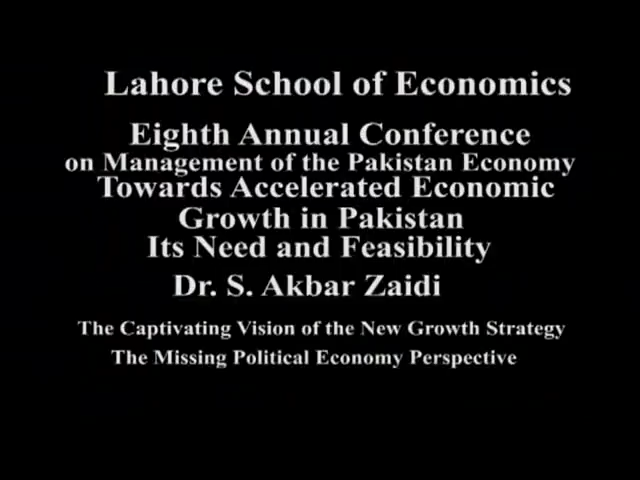 Lahore School of Economics
Eighth Annual Conference
on Management of the Pakistan Economy
Towards Accelerated Economic
Growth in Pakistan
Its Need and Feasibility
Dr. S. Akbar Zaidi
The Captivating Vision of the New Growth Strategy
The Missing Political Economy Perspective